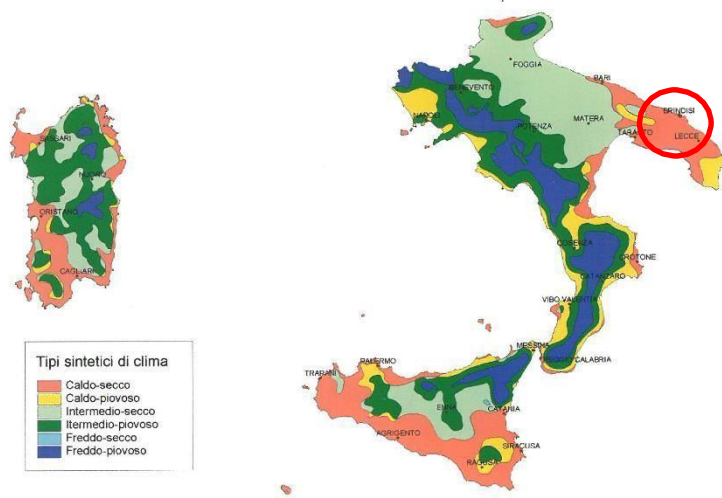 FOGGIA
BARI
BENEVENTO
BRINDISI
NAPOLI
MATERA
POTENZA
TARANTO
LECCE
SASSARI
NUORO
ORISTANO
CAGLIARI
COSENZA
CROTONE
CATANZARO
VIBO VALENTIA
MESSINA
REGGIO CALABRIA
PALERMO
TRAPANI
ENNA
CATANIA
AGRIGENTO
SIRACUSA
RAGUSA
Tipi sintetici di clima
Caldo-secco
Caldo-piovoso
Intermedio-secco
Itermedio-piovoso
Freddo-secco
Freddo-piovoso